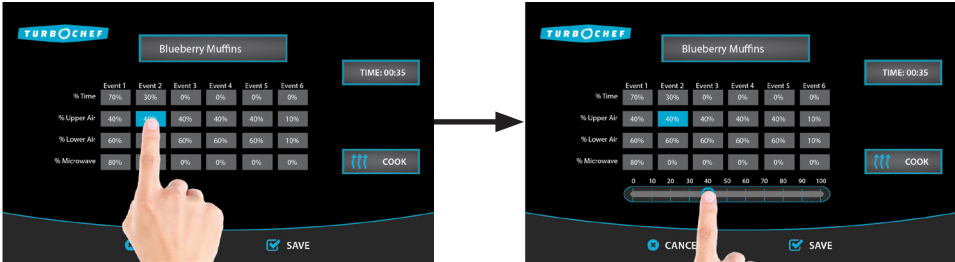 TURBOCHEF
Blueberry Muffins
TIME: 00:35
Event 1 Event 2 Event 3 Event 4 Event 5 Event 6
% Time 70% 30% 0% 0% 0% 0%
% Upper Air 40% 40% 40% 40% 40% 10%
% Lower Air 60% 60% 60% 60% 10%
% Microwave 80% 0% 0% 0% 0%
COOK
SAVE
TURBOCHEF
Blueberry Muffins
TIME: 00:35
Event 1 Event 2 Event 3 Event 4 Event 5 Event 6
% Time 70% 30% 0% 0% 0% 0%
% Upper Air 40% 40% 40% 40% 40% 10%
% Lower Air 60% 60% 60% 60% 60% 10%
% Microwave 80% 0% 0% 0% 0% 0%
COOK
0 10 20 30 40 50 60 70 80 90 100
CANCE
SAVE